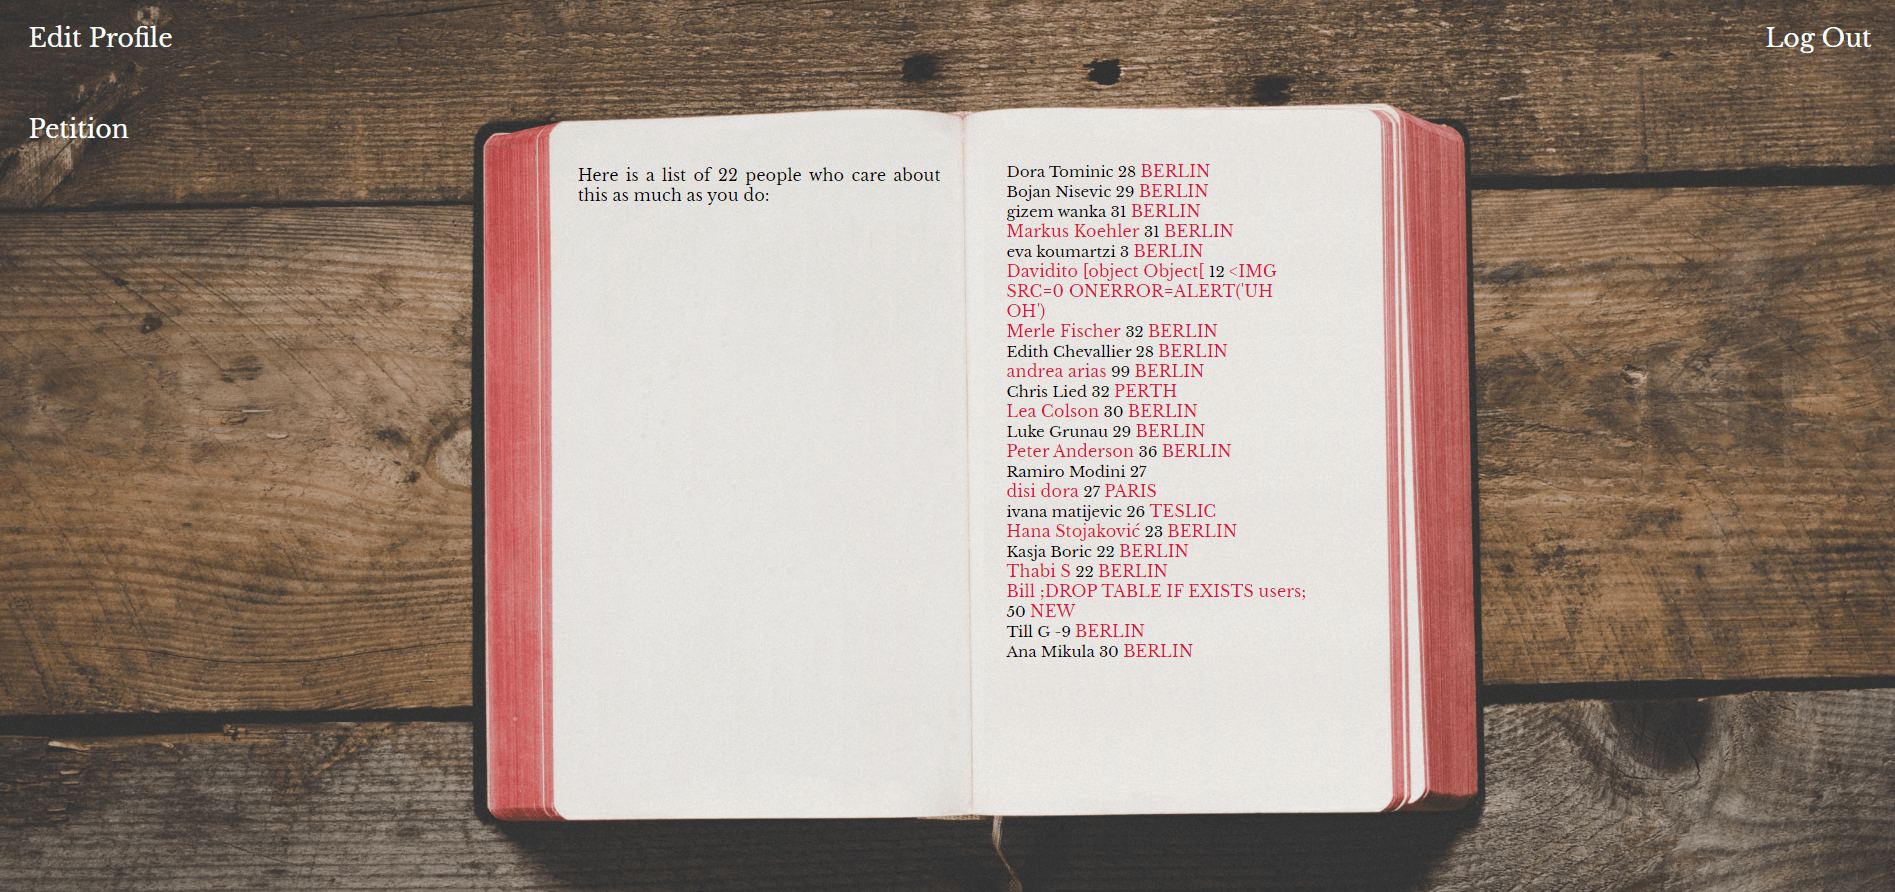 Edit Profile
Log Out
Petition
Here is a list of 22 people who care about
this as much as you do:
Dora Tominic 28 BERLIN
Bojan Nisevic 29 BERLIN
gizem wanka 31 BERLIN
Markus Koehler 31 BERLIN
eva koumartzi 3 BERLIN
Davidito [object Object[ 12 <IMG
SRC=0 ONERROR=ALERT('UH
OH')
Merle Fischer 32 BERLIN
Edith Chevallier 28 BERLIN
andrea arias 99 BERLIN
Chris Lied 32 PERTH
Lea Colson 30 BERLIN
Luke Grunau 29 BERLIN
Peter Anderson 36 BERLIN
Ramiro Modini 27
disi dora 27 PARIS
ivana matijevic 26 TESLIC
Hana Stojaković 23 BERLIN
Kasja Boric 22 BERLIN
Thabi S 22 BERLIN
Bill ;DROP TABLE IF EXISTS users;
50 NEW
Till G -9 BERLIN
Ana Mikula 30 BERLIN